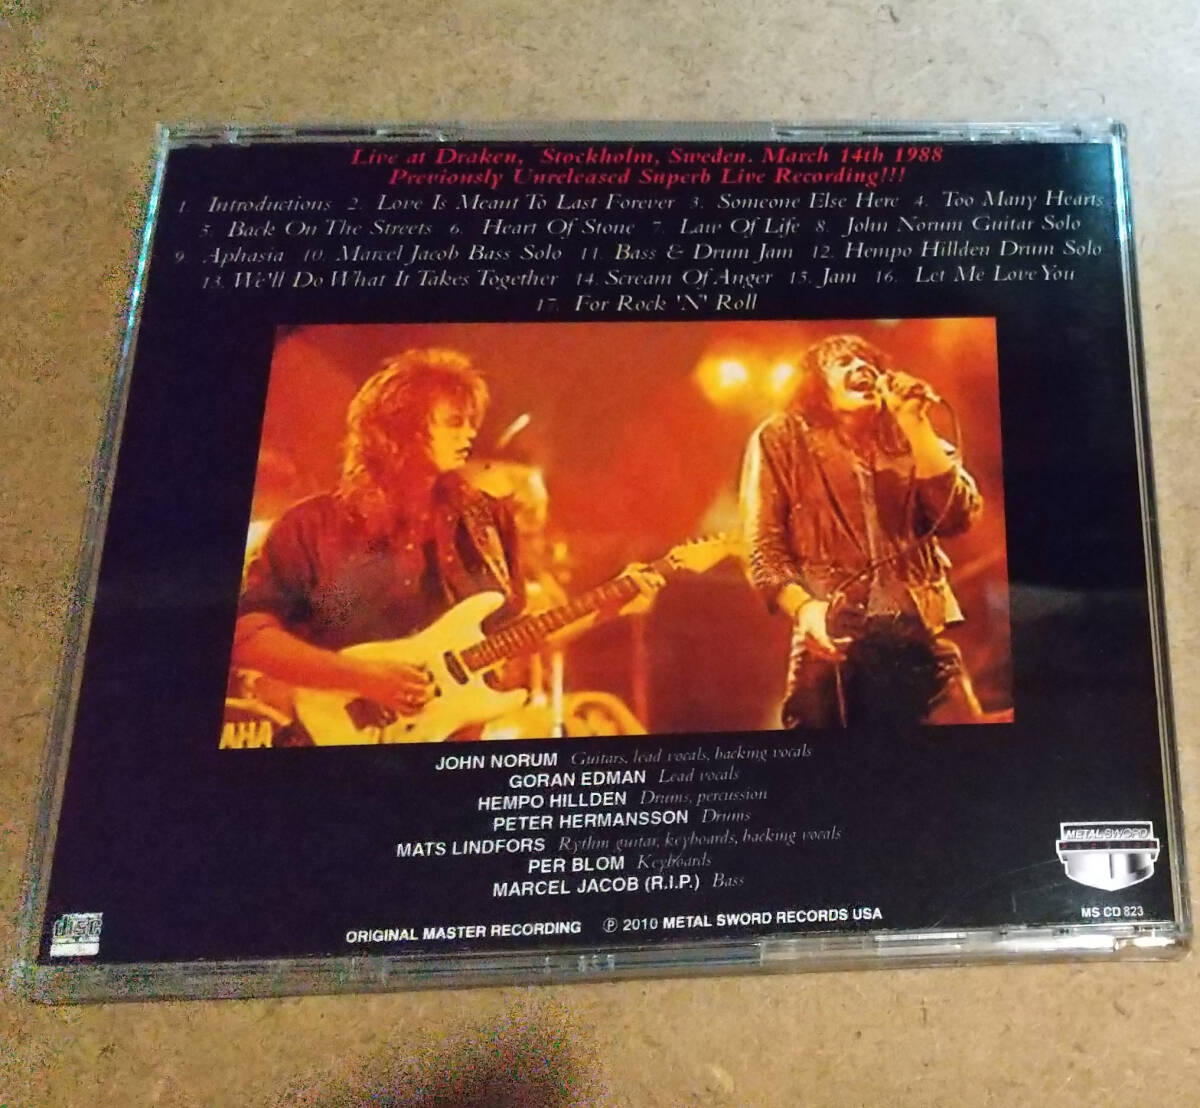 Live at Draken, Stockholm, Sweden. March 14th 1988
Previously Unreleased Superb Live Recording!!!
1. Introductions 2. Love Is Meant To Last Forever 3. Someone Else Here 4. Too Many Hearts
5. Back On The Streets 6. Heart Of Stone 7. Law Of Life 8. John Norum Guitar Solo
9. Aphasia 10. Marcel Jacob Bass Solo 11. Bass & Drum Jam 12. Hempo Hillden Drum Solo
13. We'll Do What It Takes Together 14. Scream Of Anger 15. Jam 16. Let Me Love You
17. For Rock 'N' Roll
AHA
JOHN NORUM Guitars, lead vocals, backing vocals
GORAN EDMAN Lead vocals
HEMPO HILLDEN Drums, percussion
PETER HERMANSSON Drums
MATS LINDFORS Rythm guitar, keyboards, backing vocals
PER BLOM Keyboards
MARCEL JACOB (R.I.P.) Bass
METAL SWORD
MS CD 823
disc
ORIGINAL MASTER RECORDING ℗ 2010 METAL SWORD RECORDS USA